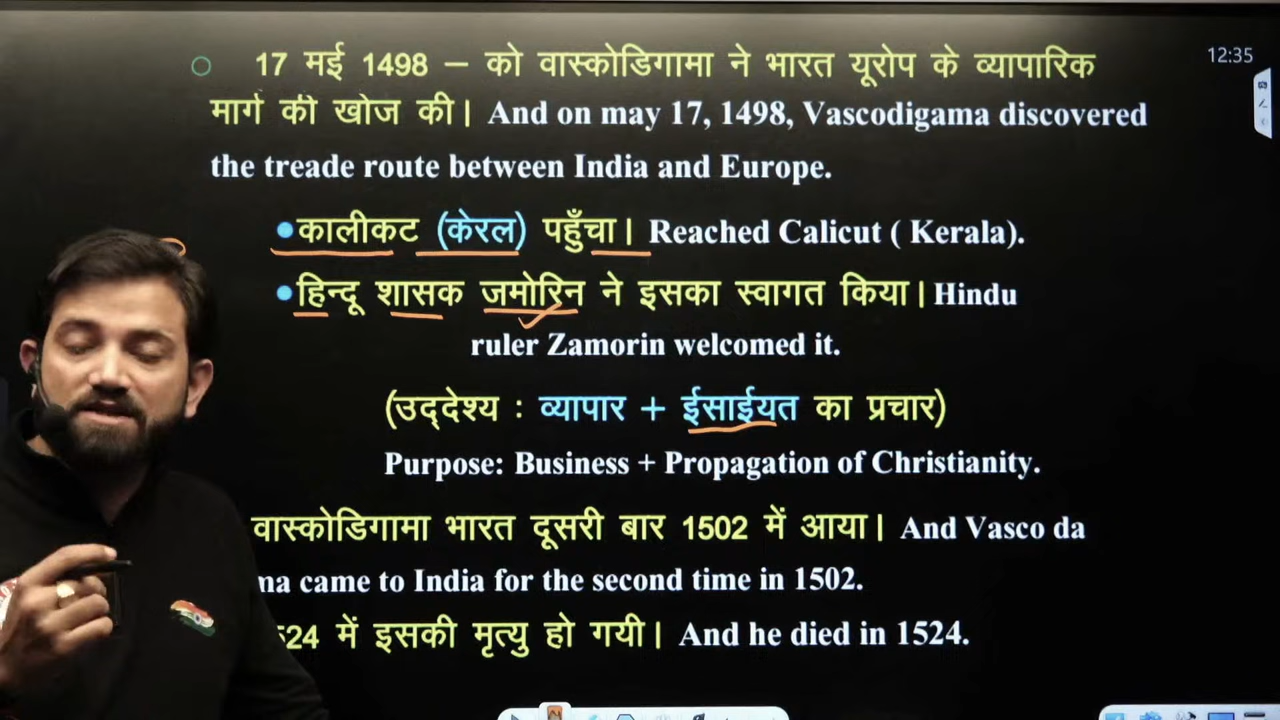 12:35
17 मई 1498 – को वास्कोडिगामा ने भारत यूरोप के व्यापारिक
मार्ग की खोज की। And on may 17, 1498, Vascodigama discovered
the treade route between India and Europe.
•कालीकट (केरल) पहुँचा। Reached Calicut ( Kerala).
•हिन्दू शासक जमोरिन ने इसका स्वागत किया। Hindu
ruler Zamorin welcomed it.
(उद्देश्य : व्यापार + ईसाईयत का प्रचार)
Purpose: Business + Propagation of Christianity.
वास्कोडिगामा भारत दूसरी बार 1502 में आया। And Vasco da
ma came to India for the second time in 1502.
524 में इसकी मृत्यु हो गयी। And he died in 1524.